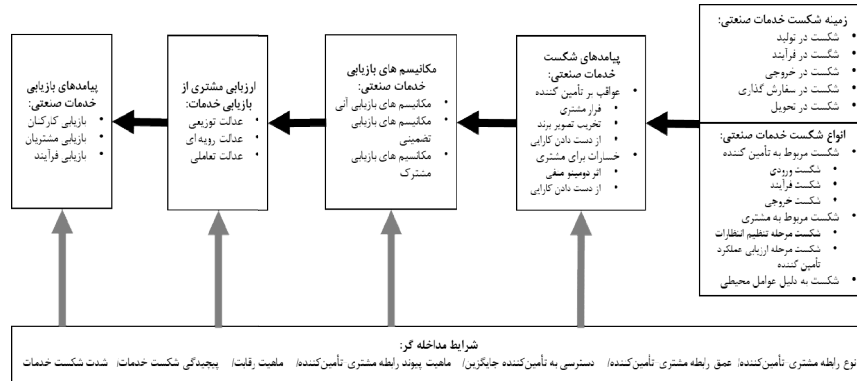 زمینه شکست خدمات صنعتی:
شکست در تولید
شکست در فرآیند
شکست در خروجی
شکست در سفارش گذاری
شکست در تحویل
انواع شکست خدمات صنعتی:
شکست مربوط به تأمین کننده
شکست ورودی
شکست فرآیند
شکست خروجی
شکست مربوط به مشتری
شکست مرحله تنظیم انتظارات
شکست مرحله ارزیابی عملکرد
تأمین کننده
شکست به دلیل عوامل محیطی
پیامدهای شکست
خدمات صنعتی:
عواقب بر تأمین کننده
فرار مشتری
تخریب تصویر برند
از دست دادن کارایی
خسارات برای مشتری
اثر دومینو منفی
از دست دادن کارایی
مکانیسم های بازیابی
خدمات صنعتی:
مکانیسم های بازیابی آنی
مکانیسم های بازیابی
تضمینی
مکانسیم های بازیابی
مشترک
ارزیابی مشتری از
بازیابی خدمات:
عدالت توزیعی
عدالت رویه ای
عدالت تعاملی
پیامدهای بازیابی
خدمات صنعتی:
بازیابی کارکنان
بازیابی مشتریان
بازیابی فرآیند
شرایط مداخله گر:
نوع رابطه مشتری-تأمین‌کننده/ عمق رابطه مشتری-تأمین‌کننده/ دسترسی به تأمین‌کننده جایگزین/ ماهیت پیوند رابطه مشتری-تأمین‌کننده/ ماهیت رقابت/ پیچیدگی شکست خدمات/ شدت شکست خدمات